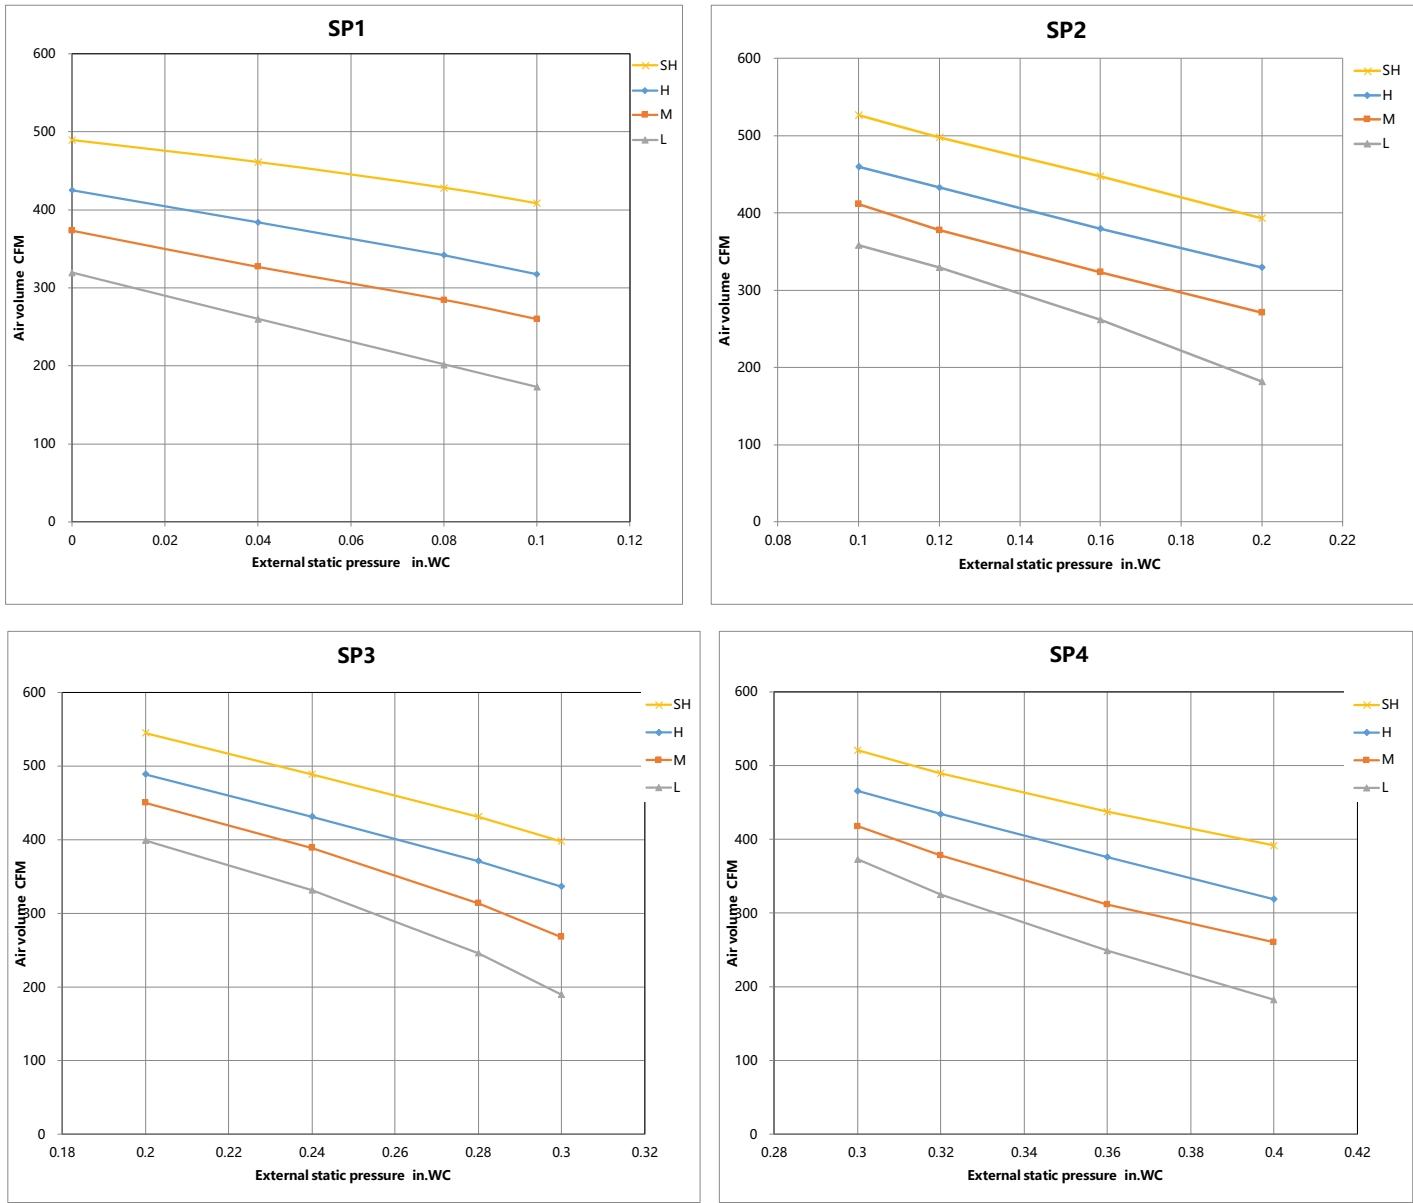 SP1
600
500
400
300
200
100
0
Air volume CFM
0 0.02 0.04 0.06 0.08 0.1 0.12
External static pressure in.WC
SH
H
M
L
SP2
600
500
400
300
200
100
0
Air volume CFM
0.08 0.1 0.12 0.14 0.16 0.18 0.2 0.22
External static pressure in.WC
SH
H
M
L
SP3
600
500
400
300
200
100
0
Air volume CFM
0.18 0.2 0.22 0.24 0.26 0.28 0.3 0.32
External static pressure in.WC
SH
H
M
L
SP4
600
500
400
300
200
100
0
Air volume CFM
0.28 0.3 0.32 0.34 0.36 0.38 0.4 0.42
External static pressure in.WC
SH
H
M
L